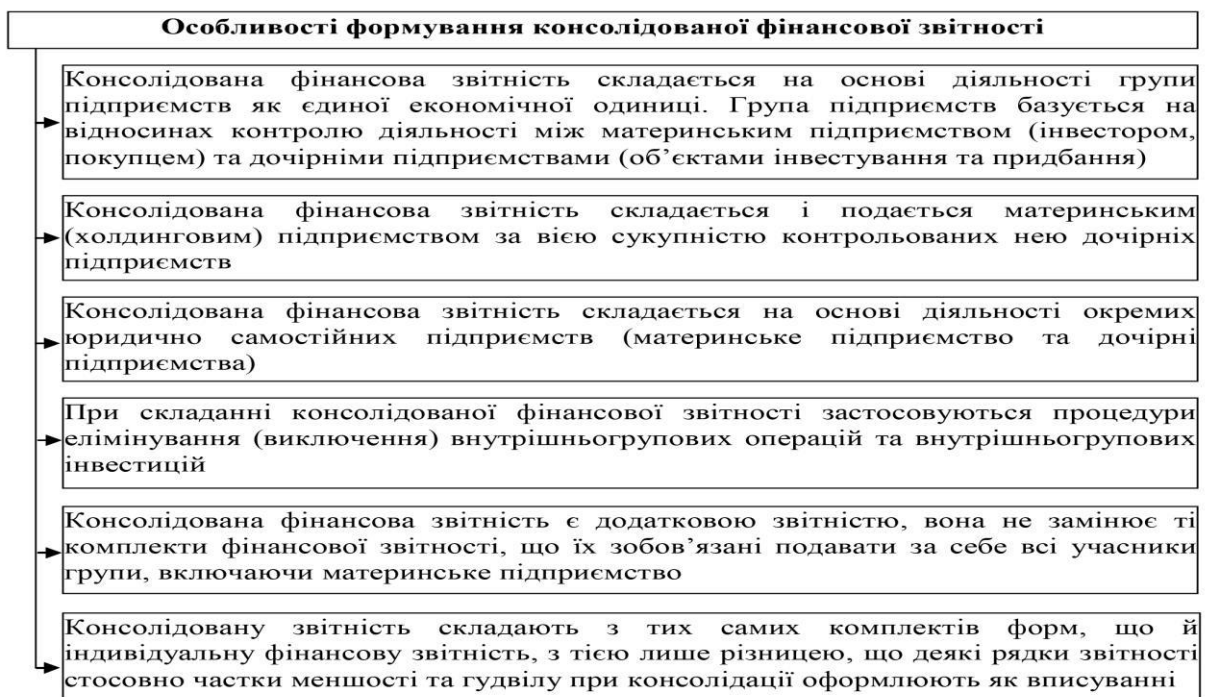 Особливості формування консолідованої фінансової звітності
Консолідована фінансова звітність складається на основі діяльності групи
підприємств як єдиної економічної одиниці. Група підприємств базується на
відносинах контролю діяльності між материнським підприємством (інвестором,
покупцем) та дочірніми підприємствами (об’єктами інвестування та придбання)
Консолідована фінансова звітність складається і подається материнським
(холдинговим) підприємством за вією сукупністю контрольованих нею дочірніх
підприємств
Консолідована фінансова звітність складається на основі діяльності окремих
юридично самостійних підприємств (материнське підприємство та дочірні
підприємства)
При складанні консолідованої фінансової звітності застосовуються процедури
елімінування (виключення) внутрішньогрупових операцій та внутрішньогрупових
інвестицій
Консолідована фінансова звітність є додатковою звітністю, вона не замінює ті
комплекти фінансової звітності, що їх зобов’язані подавати за себе всі учасники
групи, включаючи материнське підприємство
Консолідовану звітність складають з тих самих комплектів форм, що й
індивідуальну фінансову звітність, з тією лише різницею, що деякі рядки звітності
стосовно частки меншості та гудвілу при консолідації оформлюють як вписуванні